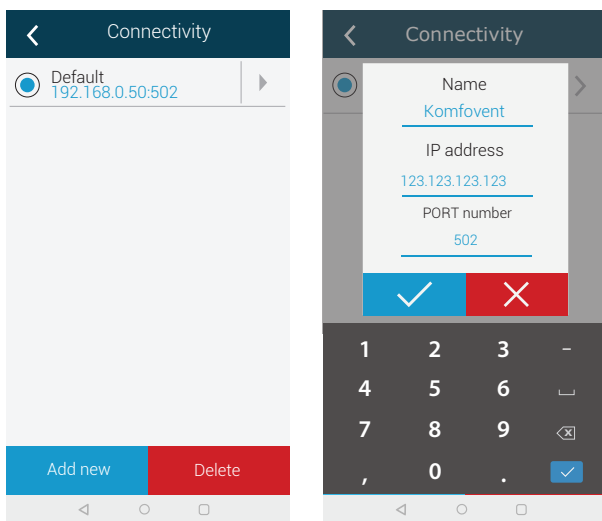 Connectivity
Default
192.168.0.50:502
Add new
Delete
Connectivity
Name
Komfovent
IP address
123.123.123.123
PORT number
502
1 2 3 -
4 5 6
7 8 9
, 0 .